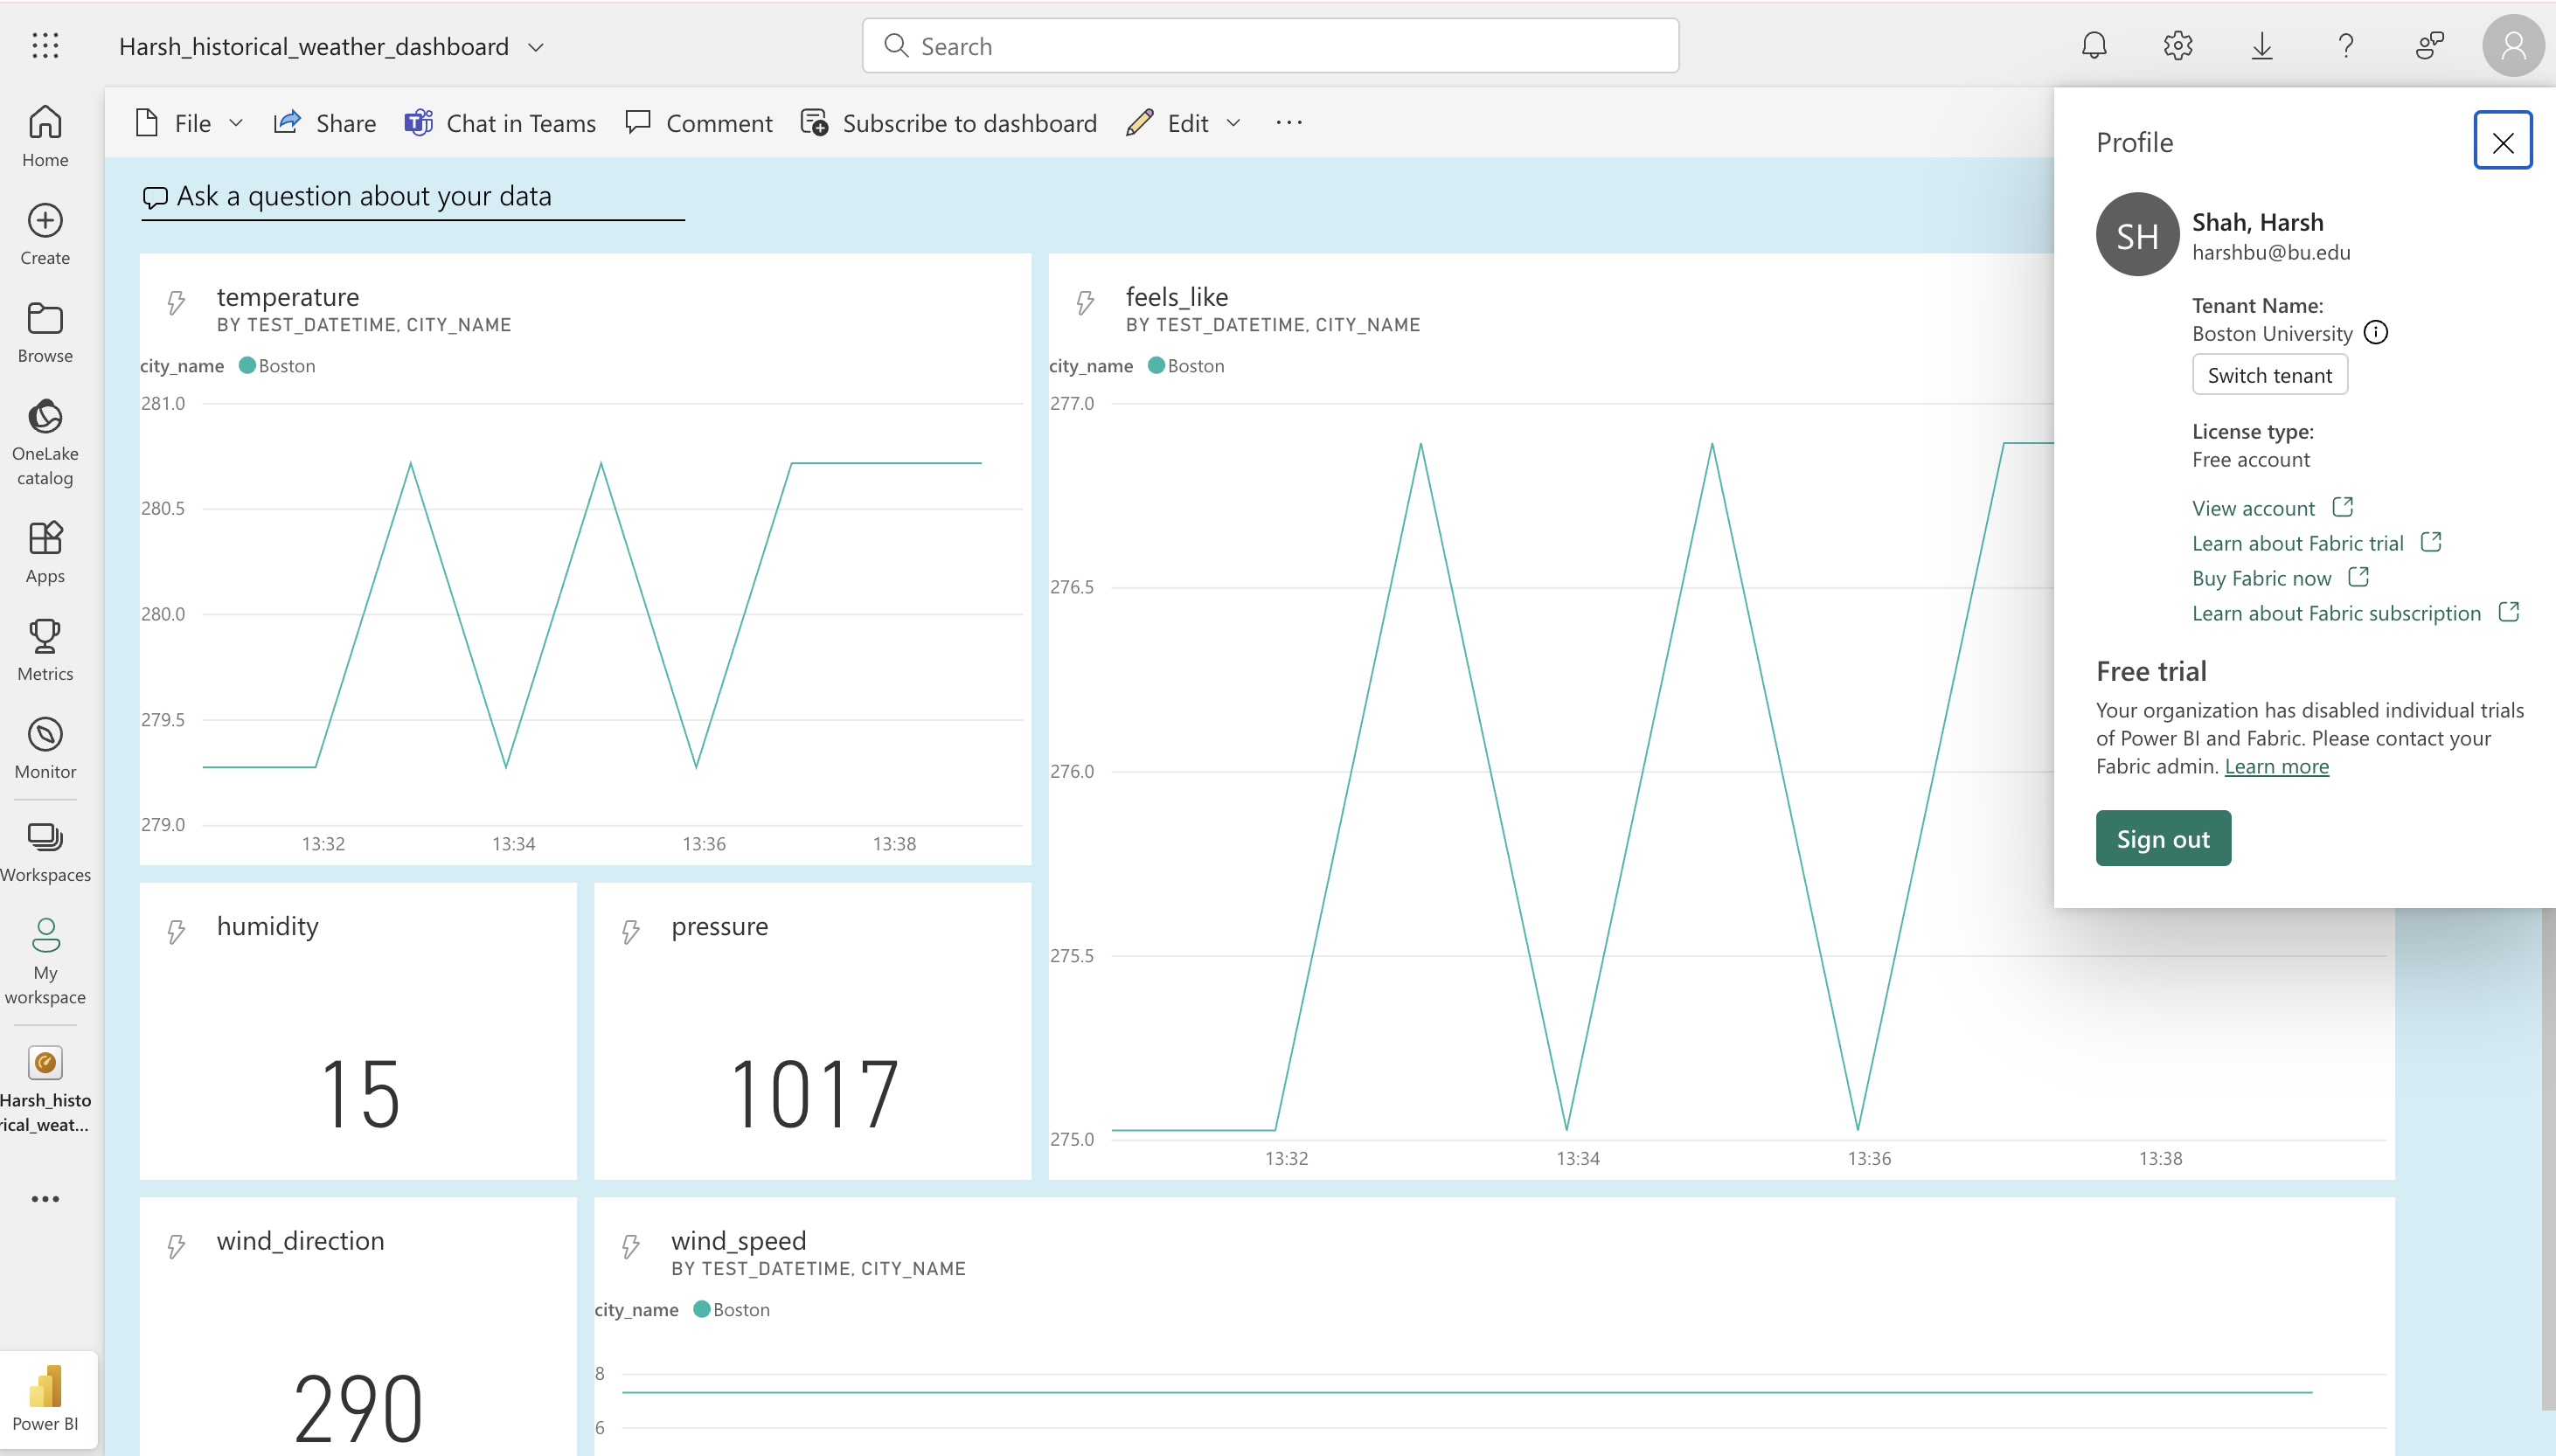 Harsh_historical_weather_dashboard
Search
Home
Create
Browse
OneLake
catalog
Apps
Metrics
Monitor
Workspaces
My
workspace
Harsh_histo
rical_weat...
Power BI
File
Share
Chat in Teams
Comment
Subscribe to dashboard
Edit
Ask a question about your data
temperature
BY TEST_DATETIME, CITY_NAME
city_name Boston
281.0
280.5
280.0
279.5
279.0
13:32 13:34 13:36 13:38
feels_like
BY TEST_DATETIME, CITY_NAME
city_name Boston
277.0
276.5
276.0
275.5
275.0
13:32 13:34 13:36 13:38
humidity
15
pressure
1017
wind_direction
290
wind_speed
BY TEST_DATETIME, CITY_NAME
city_name Boston
8
6
Profile
SH
Shah, Harsh
harshbu@bu.edu
Tenant Name:
Boston University
Switch tenant
License type:
Free account
View account
Learn about Fabric trial
Buy Fabric now
Learn about Fabric subscription
Free trial
Your organization has disabled individual trials
of Power BI and Fabric. Please contact your
Fabric admin. Learn more
Sign out